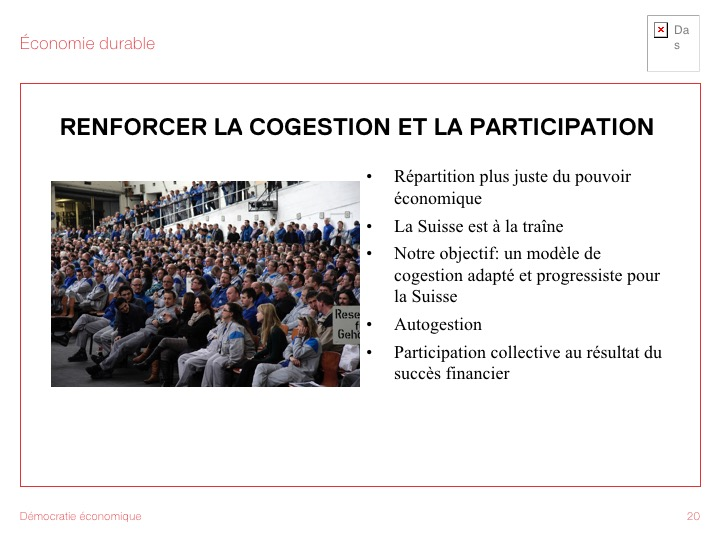 Économie durable
Da
s
RENFORCER LA COGESTION ET LA PARTICIPATION
• Répartition plus juste du pouvoir
économique
• La Suisse est à la traîne
• Notre objectif: un modèle de
cogestion adapté et progressiste pour
la Suisse
• Autogestion
• Participation collective au résultat du
succès financier
Rese
Geh
Démocratie économique
20